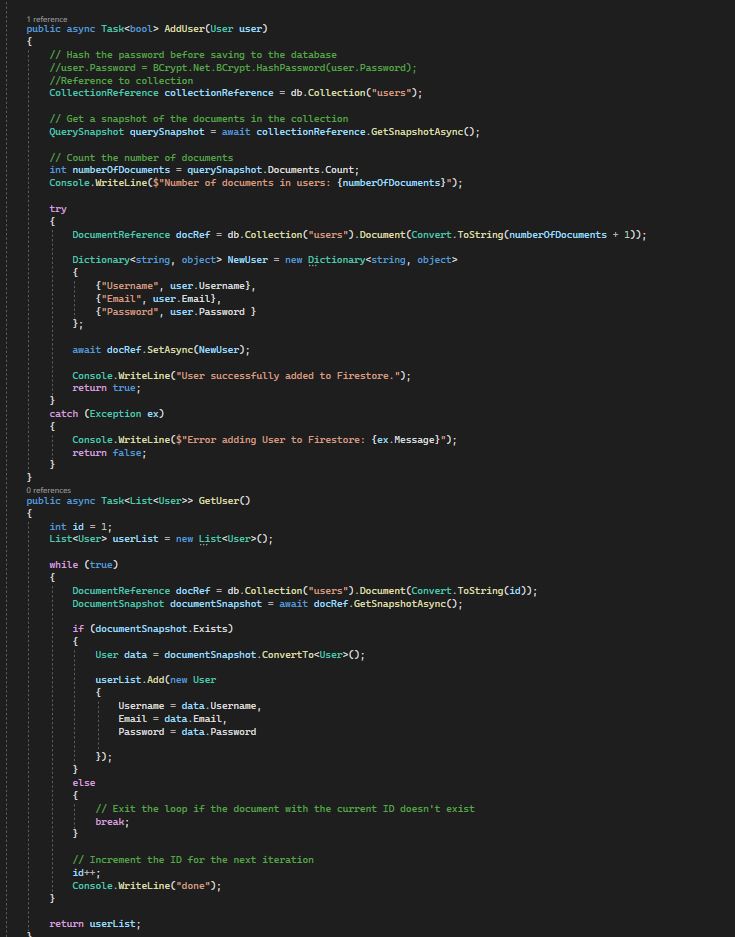 1 reference
public async Task<bool> AddUser(User user)
{
// Hash the password before saving to the database
//user.Password = BCrypt.Net.BCrypt.HashPassword(user.Password);
//Reference to collection
CollectionReference collectionReference = db.Collection("users");
// Get a snapshot of the documents in the collection
QuerySnapshot querySnapshot = await collectionReference.GetSnapshotAsync();
// Count the number of documents
int numberOfDocuments = querySnapshot.Documents.Count;
Console.WriteLine($"Number of documents in users: {numberOfDocuments}");
try
{
DocumentReference docRef = db.Collection("users").Document(Convert.ToString(numberOfDocuments + 1));
Dictionary<string, object> NewUser = new Dictionary<string, object>
{
{"Username", user.Username},
{"Email", user.Email},
{"Password", user.Password }
};
await docRef.SetAsync(NewUser);
Console.WriteLine("User successfully added to Firestore.");
return true;
}
catch (Exception ex)
{
Console.WriteLine($"Error adding User to Firestore: {ex.Message}");
return false;
}
}
0 references
public async Task<List<User>> GetUser()
{
int id = 1;
List<User> userList = new List<User>();
while (true)
{
DocumentReference docRef = db.Collection("users").Document(Convert.ToString(id));
DocumentSnapshot documentSnapshot = await docRef.GetSnapshotAsync();
if (documentSnapshot.Exists)
{
User data = documentSnapshot.ConvertTo<User>();
userList.Add(new User
{
Username = data.Username,
Email = data.Email,
Password = data.Password
});
}
else
{
// Exit the loop if the document with the current ID doesn't exist
break;
}
// Increment the ID for the next iteration
id++;
Console.WriteLine("done");
}
return userList;
}